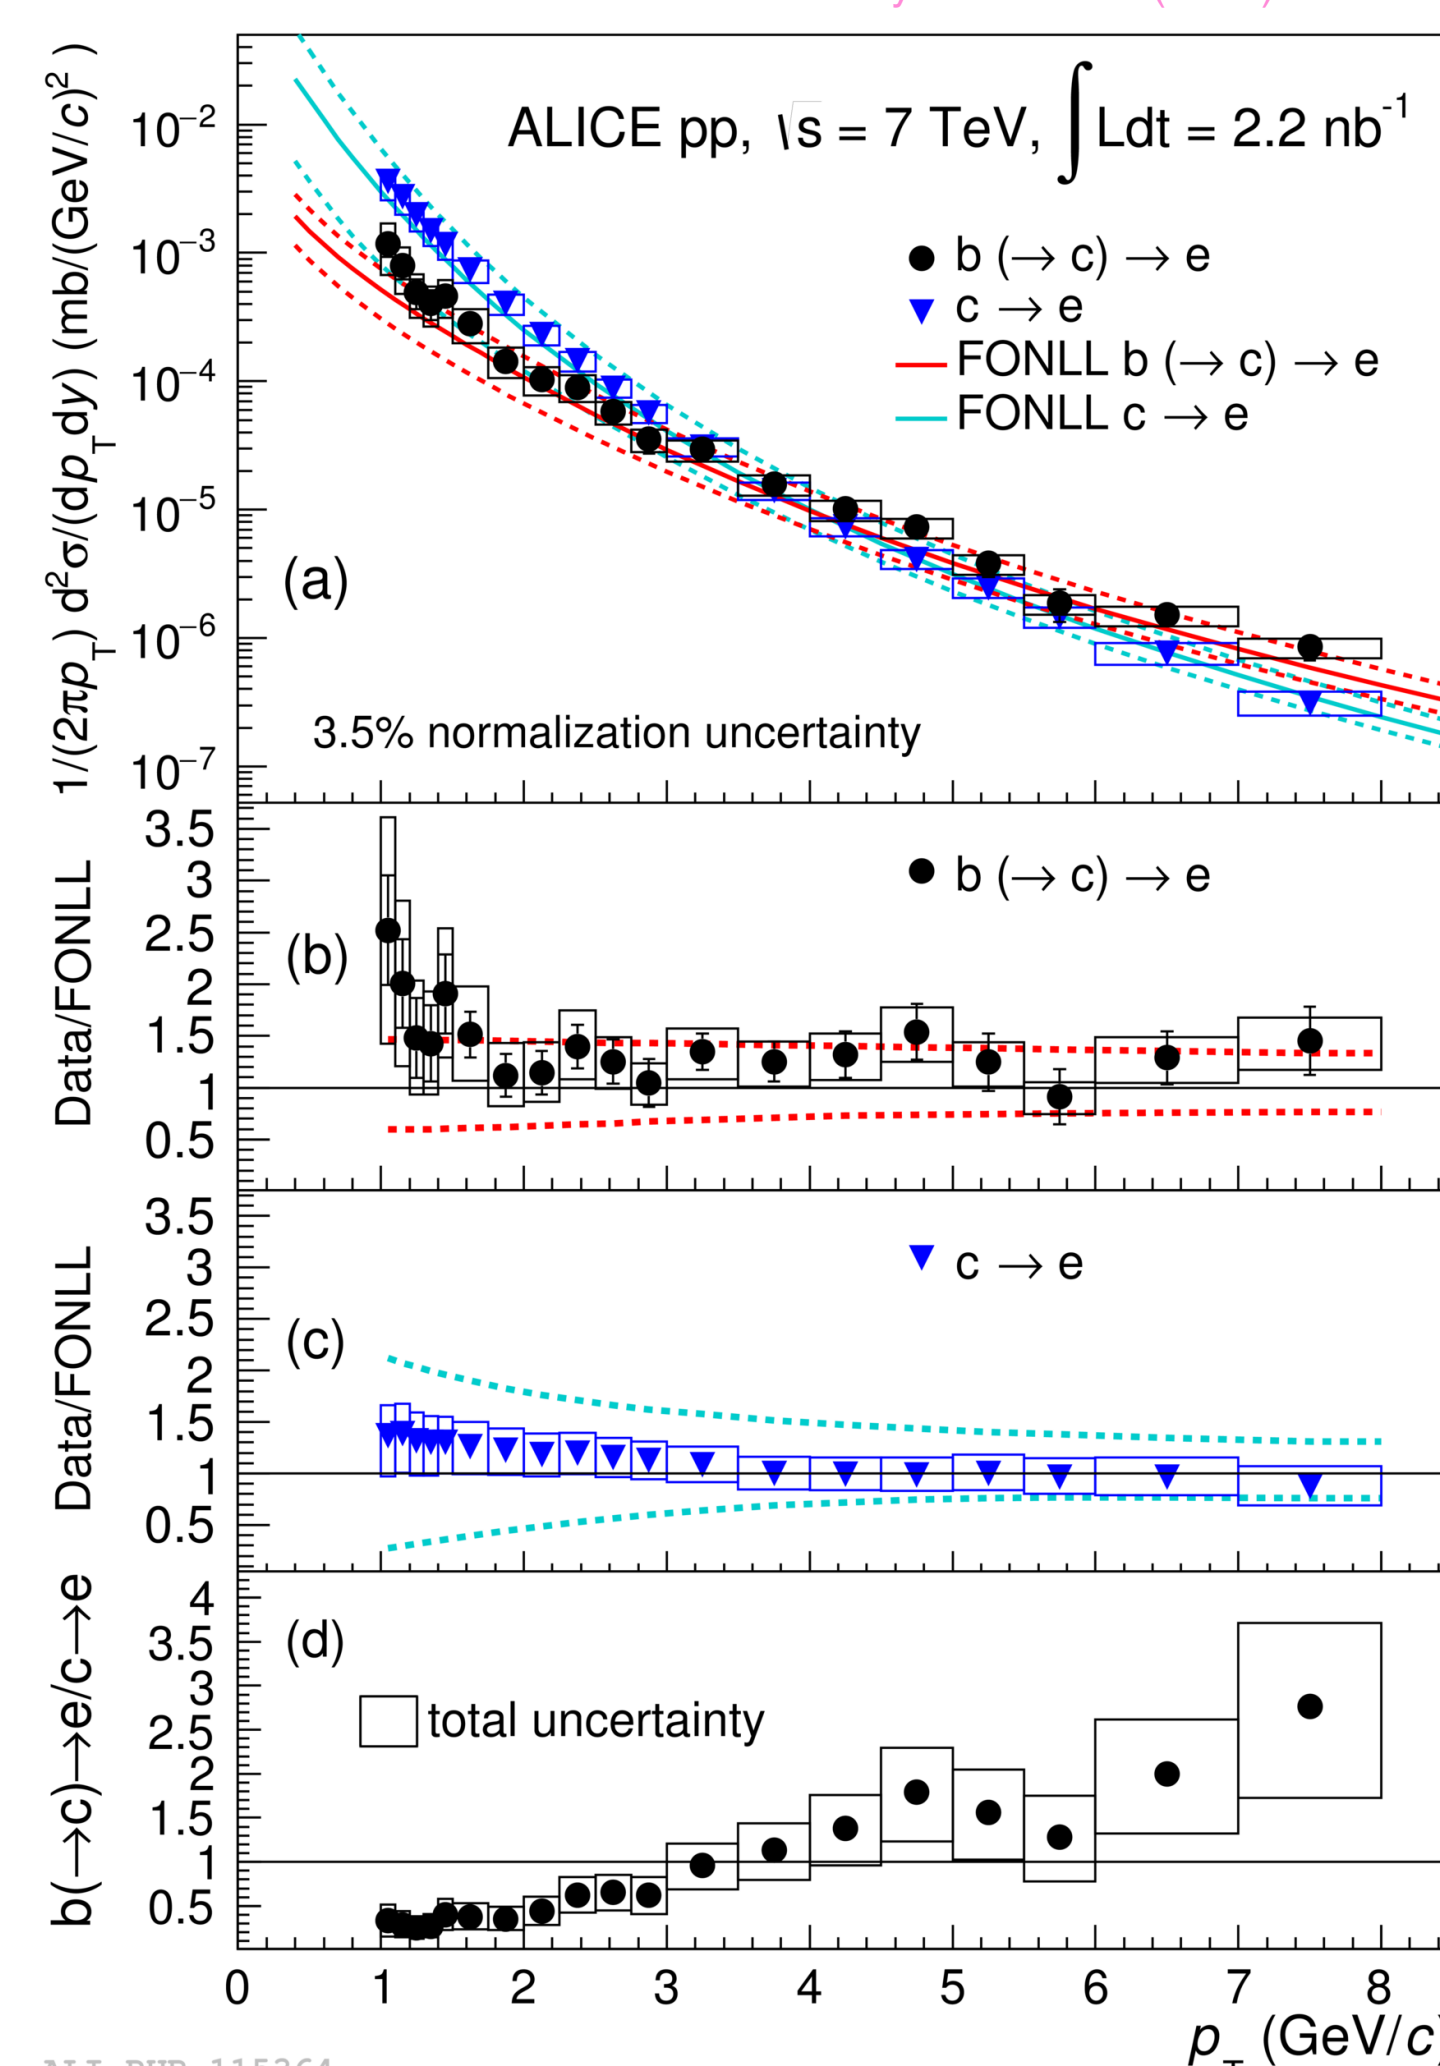 ALICE pp, √s = 7 TeV, ∫Ldt = 2.2 nb⁻¹
b (→ c) → e
c → e
FONLL b (→ c) → e
FONLL c → e
(a)
3.5% normalization uncertainty
1/(2πp_T) d²σ/(dp_T dy) (mb/(GeV/c)²)
10⁻²
10⁻³
10⁻⁴
10⁻⁵
10⁻⁶
10⁻⁷
Data/FONLL
3.5
3
2.5
2
1.5
1
0.5
(b)
b (→ c) → e
Data/FONLL
3.5
3
2.5
2
1.5
1
0.5
(c)
c → e
b(→c)→e/c→e
4
3.5
3
2.5
2
1.5
1
0.5
(d)
total uncertainty
0 1 2 3 4 5 6 7 8
p_T (GeV/c)